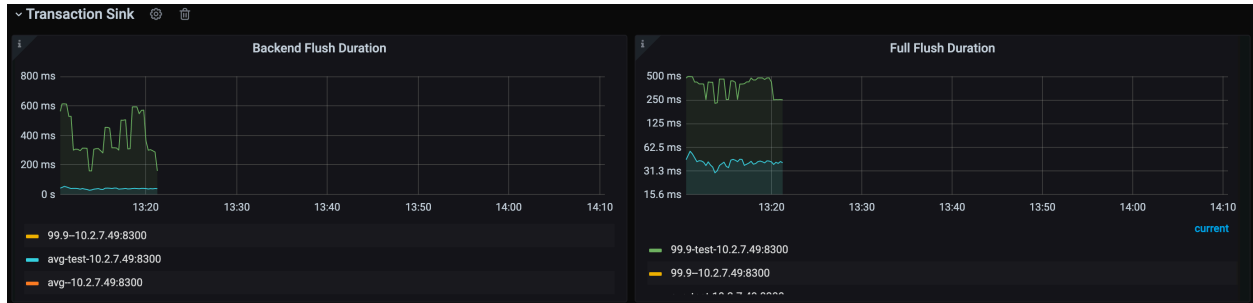 Transaction Sink
Backend Flush Duration
800 ms
600 ms
400 ms
200 ms
0 s
13:20 13:30 13:40 13:50 14:00 14:10
99.9--10.2.7.49:8300
avg-test-10.2.7.49:8300
avg--10.2.7.49:8300
Full Flush Duration
500 ms
250 ms
125 ms
62.5 ms
31.3 ms
15.6 ms
13:20 13:30 13:40 13:50 14:00 14:10
current
99.9-test-10.2.7.49:8300
99.9--10.2.7.49:8300